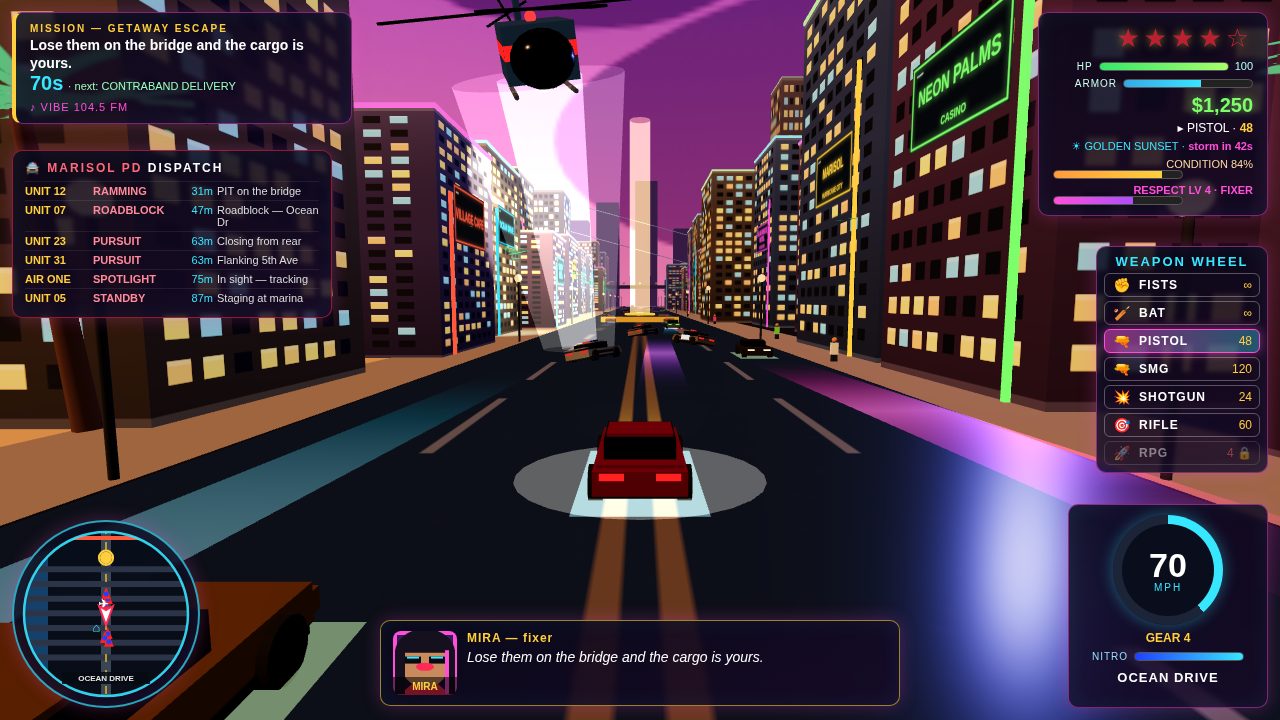 MISSION — GETAWAY ESCAPE
Lose them on the bridge and the cargo is
yours.
70s · next: CONTRABAND DELIVERY
♪ VIBE 104.5 FM
MARISOL PD DISPATCH
UNIT 12 RAMMING 31m PIT on the bridge
UNIT 07 ROADBLOCK 47m Roadblock — Ocean
Dr
UNIT 23 PURSUIT 63m Closing from rear
UNIT 31 PURSUIT 63m Flanking 5th Ave
AIR ONE SPOTLIGHT 75m In sight — tracking
UNIT 05 STANDBY 87m Staging at marina
NEON PALMS
CASINO
MARISOL
VILLAGE CAFE
HP 100
ARMOR
$1,250
▸ PISTOL · 48
☀ GOLDEN SUNSET · storm in 42s
CONDITION 84%
RESPECT LV 4 · FIXER
WEAPON WHEEL
FISTS ∞
BAT ∞
PISTOL 48
SMG 120
SHOTGUN 24
RIFLE 60
RPG 4
70
MPH
GEAR 4
NITRO
OCEAN DRIVE
OCEAN DRIVE
MIRA — fixer
Lose them on the bridge and the cargo is yours.
MIRA